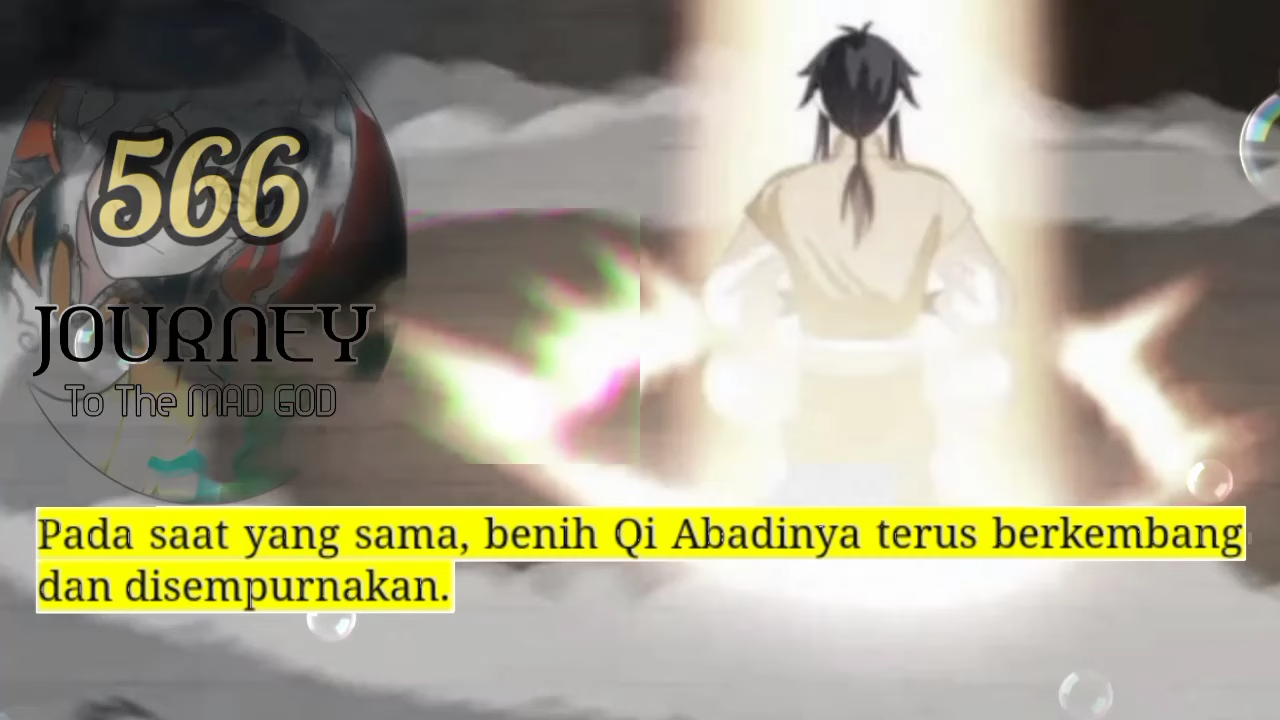 566
JOURNEY
To The MAD GOD
Pada saat yang sama, benih Qi Abadinya terus berkembang
dan disempurnakan.